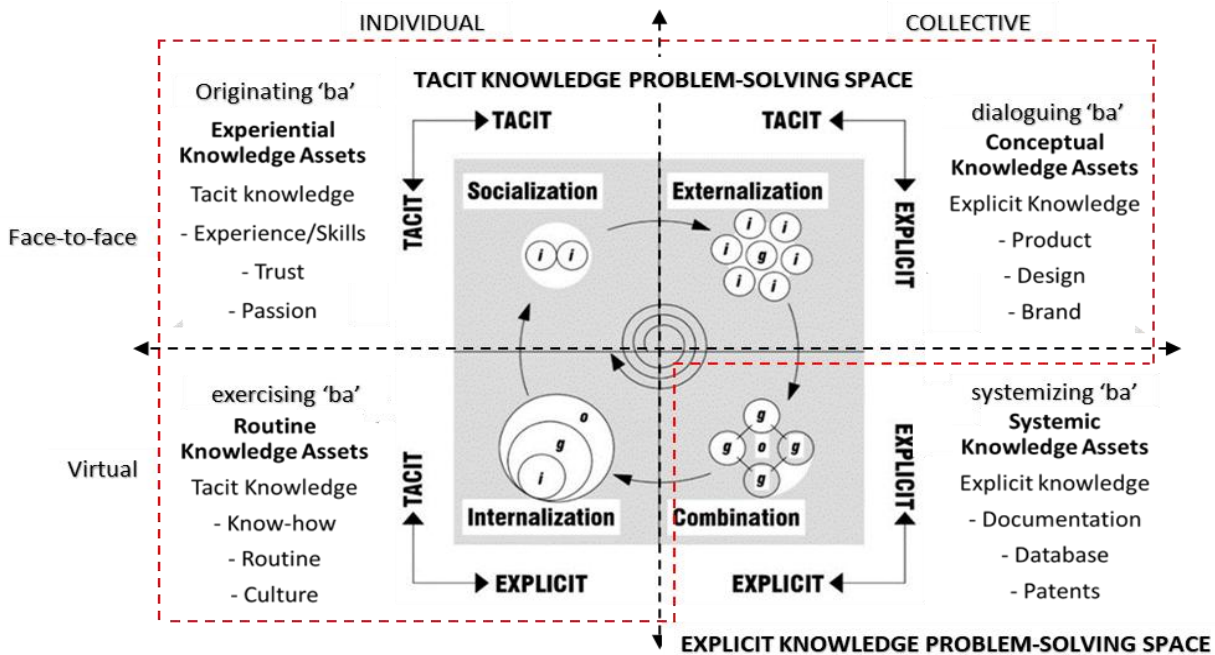 INDIVIDUAL
COLLECTIVE
TACIT KNOWLEDGE PROBLEM-SOLVING SPACE
Originating ‘ba’
Experiential
Knowledge Assets
Tacit knowledge
- Experience/Skills
- Trust
- Passion
TACIT
TACIT
Socialization
i
i
TACIT
Externalization
i
i
i
g
i
i
i
EXPLICIT
dialoguing ‘ba’
Conceptual
Knowledge Assets
Explicit Knowledge
- Product
- Design
- Brand
Face-to-face
Virtual
exercising ‘ba’
Routine
Knowledge Assets
Tacit Knowledge
- Know-how
- Routine
- Culture
TACIT
EXPLICIT
o
g
i
Internalization
g
g
o
g
g
Combination
EXPLICIT
EXPLICIT
systemizing ‘ba’
Systemic
Knowledge Assets
Explicit knowledge
- Documentation
- Database
- Patents
EXPLICIT KNOWLEDGE PROBLEM-SOLVING SPACE